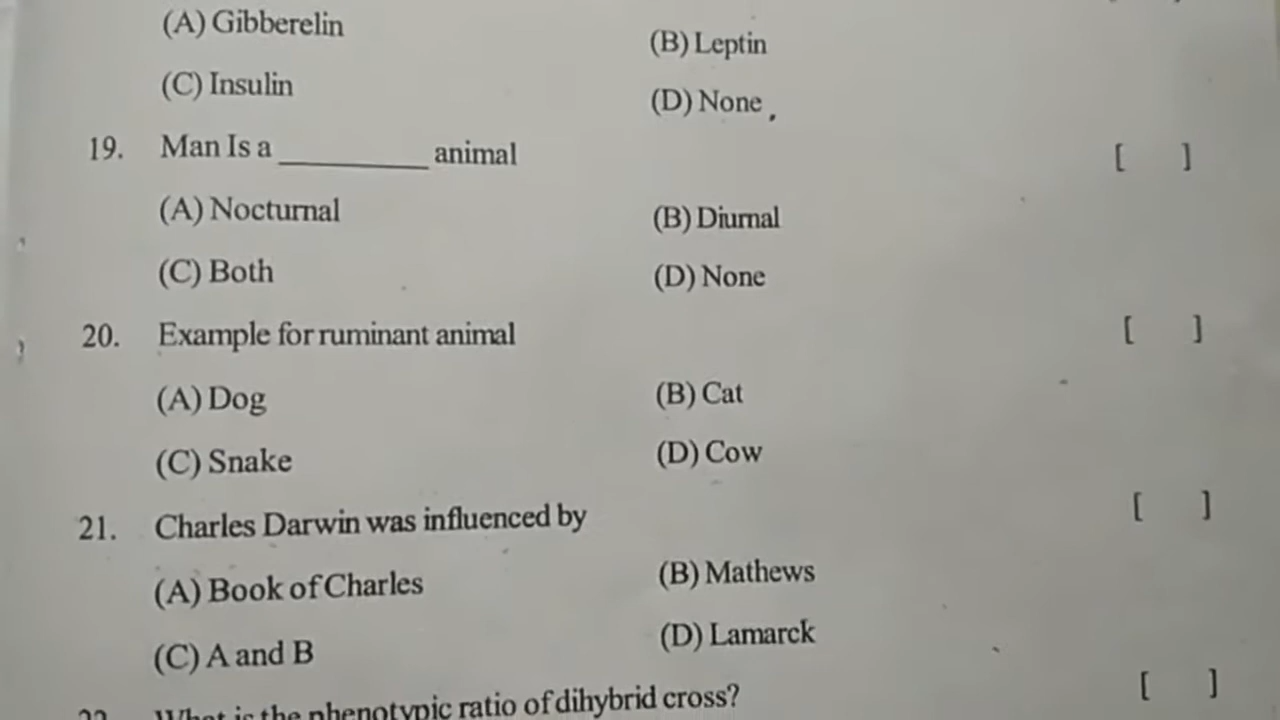 (A) Gibberelin
(B) Leptin
(C) Insulin
(D) None
19. Man Is a __________ animal [ ]
(A) Nocturnal
(B) Diurnal
(C) Both
(D) None
20. Example for ruminant animal [ ]
(A) Dog
(B) Cat
(C) Snake
(D) Cow
21. Charles Darwin was influenced by [ ]
(A) Book of Charles
(B) Mathews
(C) A and B
(D) Lamarck
22. What is the phenotypic ratio of dihybrid cross? [ ]